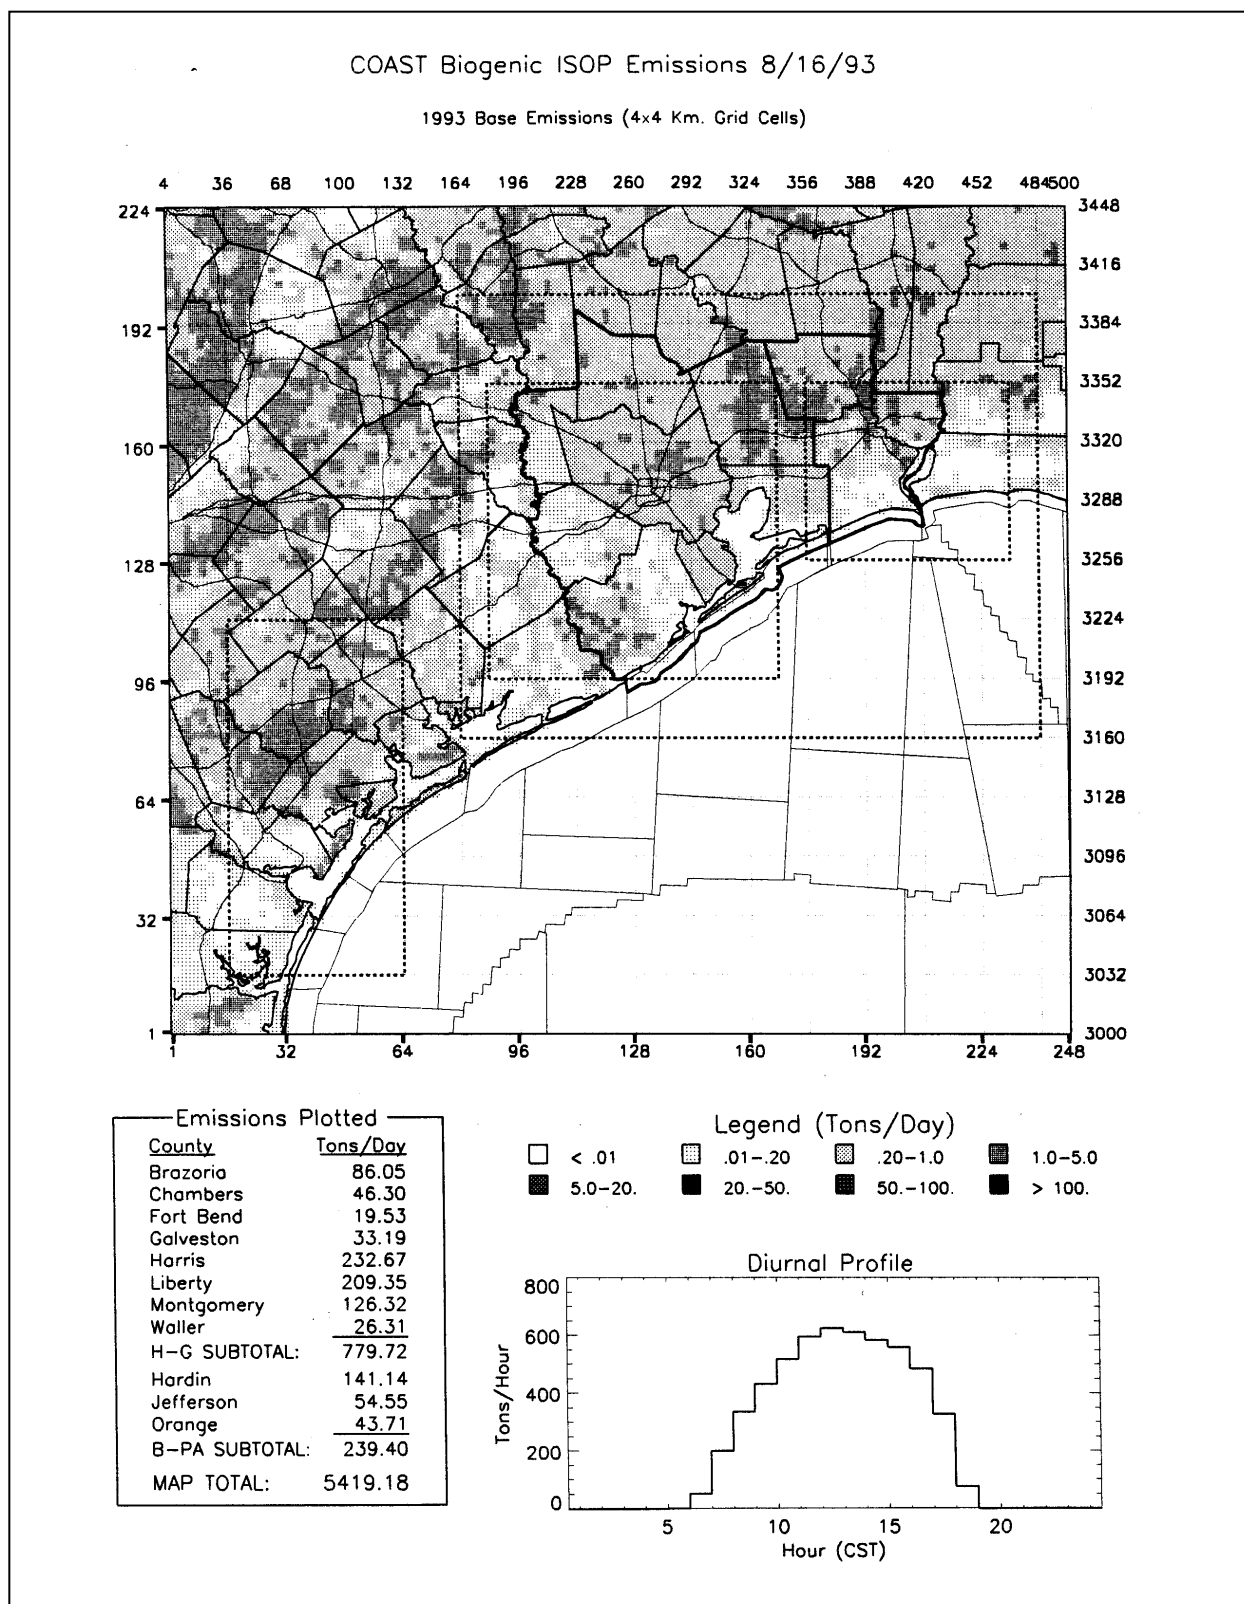 COAST Biogenic ISOP Emissions 8/16/93
1993 Base Emissions (4x4 Km. Grid Cells)
4 36 68 100 132 164 196 228 260 292 324 356 388 420 452 484 500
224 3448
3416
192 3384
3352
160 3320
3288
128 3256
3224
96 3192
3160
64 3128
3096
32 3064
3032
1 3000
1 32 64 96 128 160 192 224 248
Emissions Plotted
County Tons/Day
Brazoria 86.05
Chambers 46.30
Fort Bend 19.53
Galveston 33.19
Harris 232.67
Liberty 209.35
Montgomery 126.32
Waller 26.31
H-G SUBTOTAL: 779.72
Hardin 141.14
Jefferson 54.55
Orange 43.71
B-PA SUBTOTAL: 239.40
MAP TOTAL: 5419.18
Legend (Tons/Day)
< .01 .01-.20 .20-1.0 1.0-5.0
5.0-20. 20.-50. 50.-100. > 100.
Diurnal Profile
800
600
400
200
0
Tons/Hour
5 10 15 20
Hour (CST)